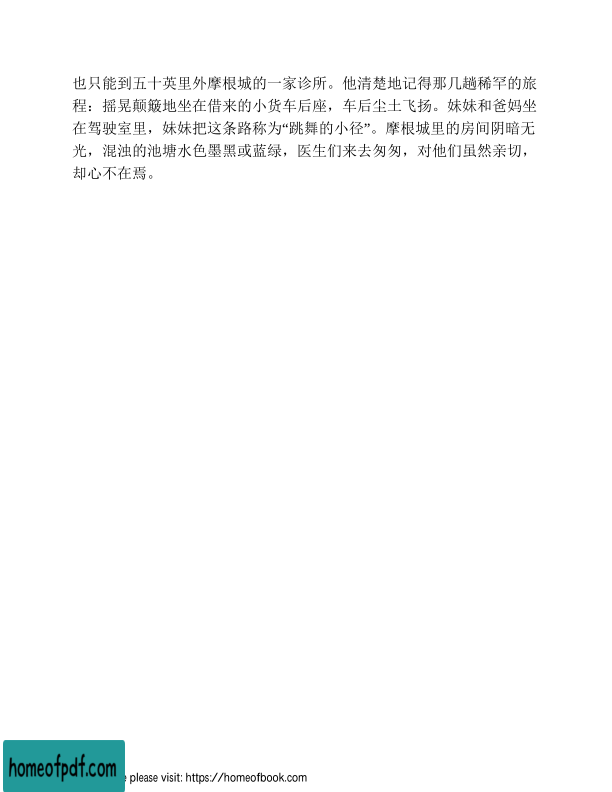 也只能到五十英里外摩根城的一家诊所。他清楚地记得那几趟稀罕的旅
程：摇晃颠簸地坐在借来的小货车后座，车后尘土飞扬。妹妹和爸妈坐
在驾驶室里，妹妹把这条路称为“跳舞的小径”。摩根城里的房间阴暗无
光，混浊的池塘水色墨黑或蓝绿，医生们来去匆匆，对他们虽然亲切，
却心不在焉。
homeofpdf.com
please visit: https://homeofbook.com